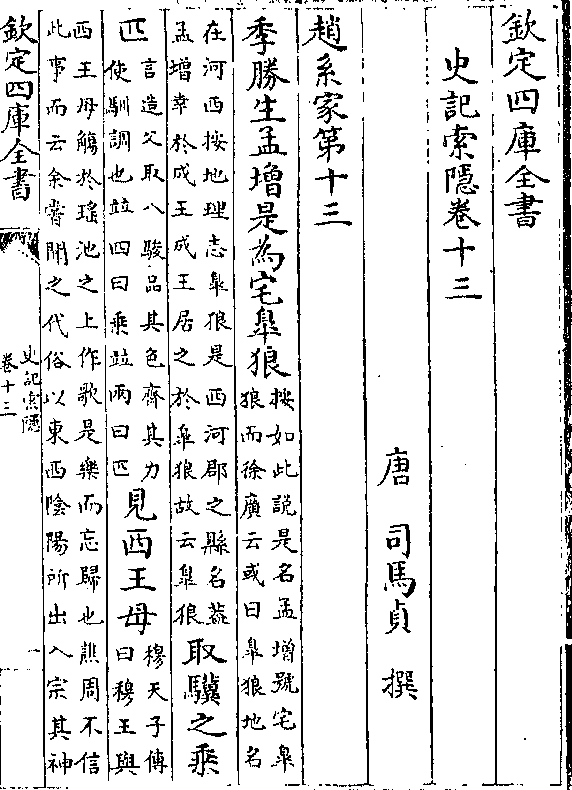 欽定四庫全書
史記索隱卷十三
唐 司馬貞 撰
趙系家第十三
季勝生孟增是為宅臯狼
按如此說是名孟增號宅臯
狼而徐廣云或曰臯狼地名
在河西按地理志臯狼是西河郡之縣名葢
孟增幸於成王成王居之於臯狼故云臯狼
取驥之乘
匹
言造父取八駿品其色齊其力
使馴調也竝四曰乘竝兩曰匹
見西王母
穆天子傳
曰穆王與
西王母觴於瑤池之上作歌是樂而忘歸也譙周不信
此事而云余嘗聞之代俗以東西陰陽所出入宗其神
欽定四庫全書
史記索隱
卷十三
一